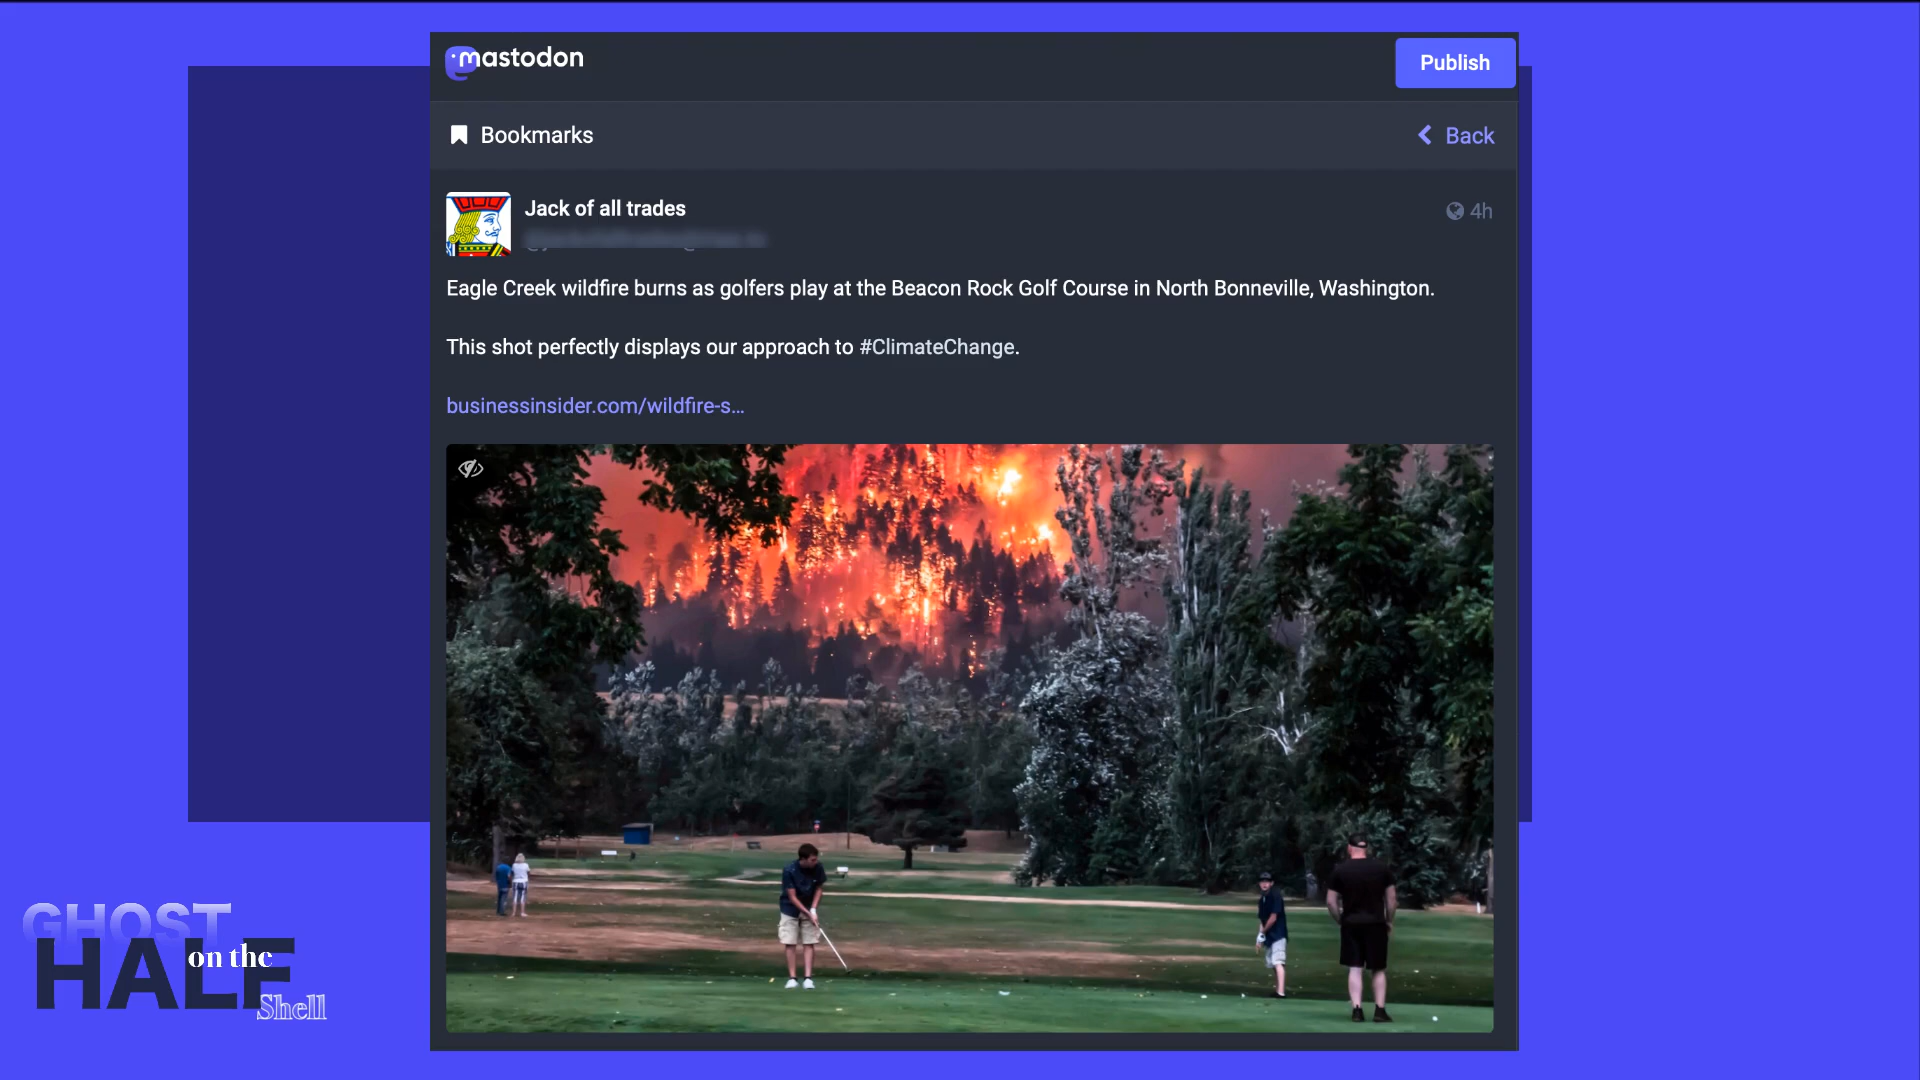 mastodon
Publish
Bookmarks
Back
Jack of all trades
4h
Eagle Creek wildfire burns as golfers play at the Beacon Rock Golf Course in North Bonneville, Washington.
This shot perfectly displays our approach to #ClimateChange.
businessinsider.com/wildfire-s…
GHOST
HALF
on the
Shell